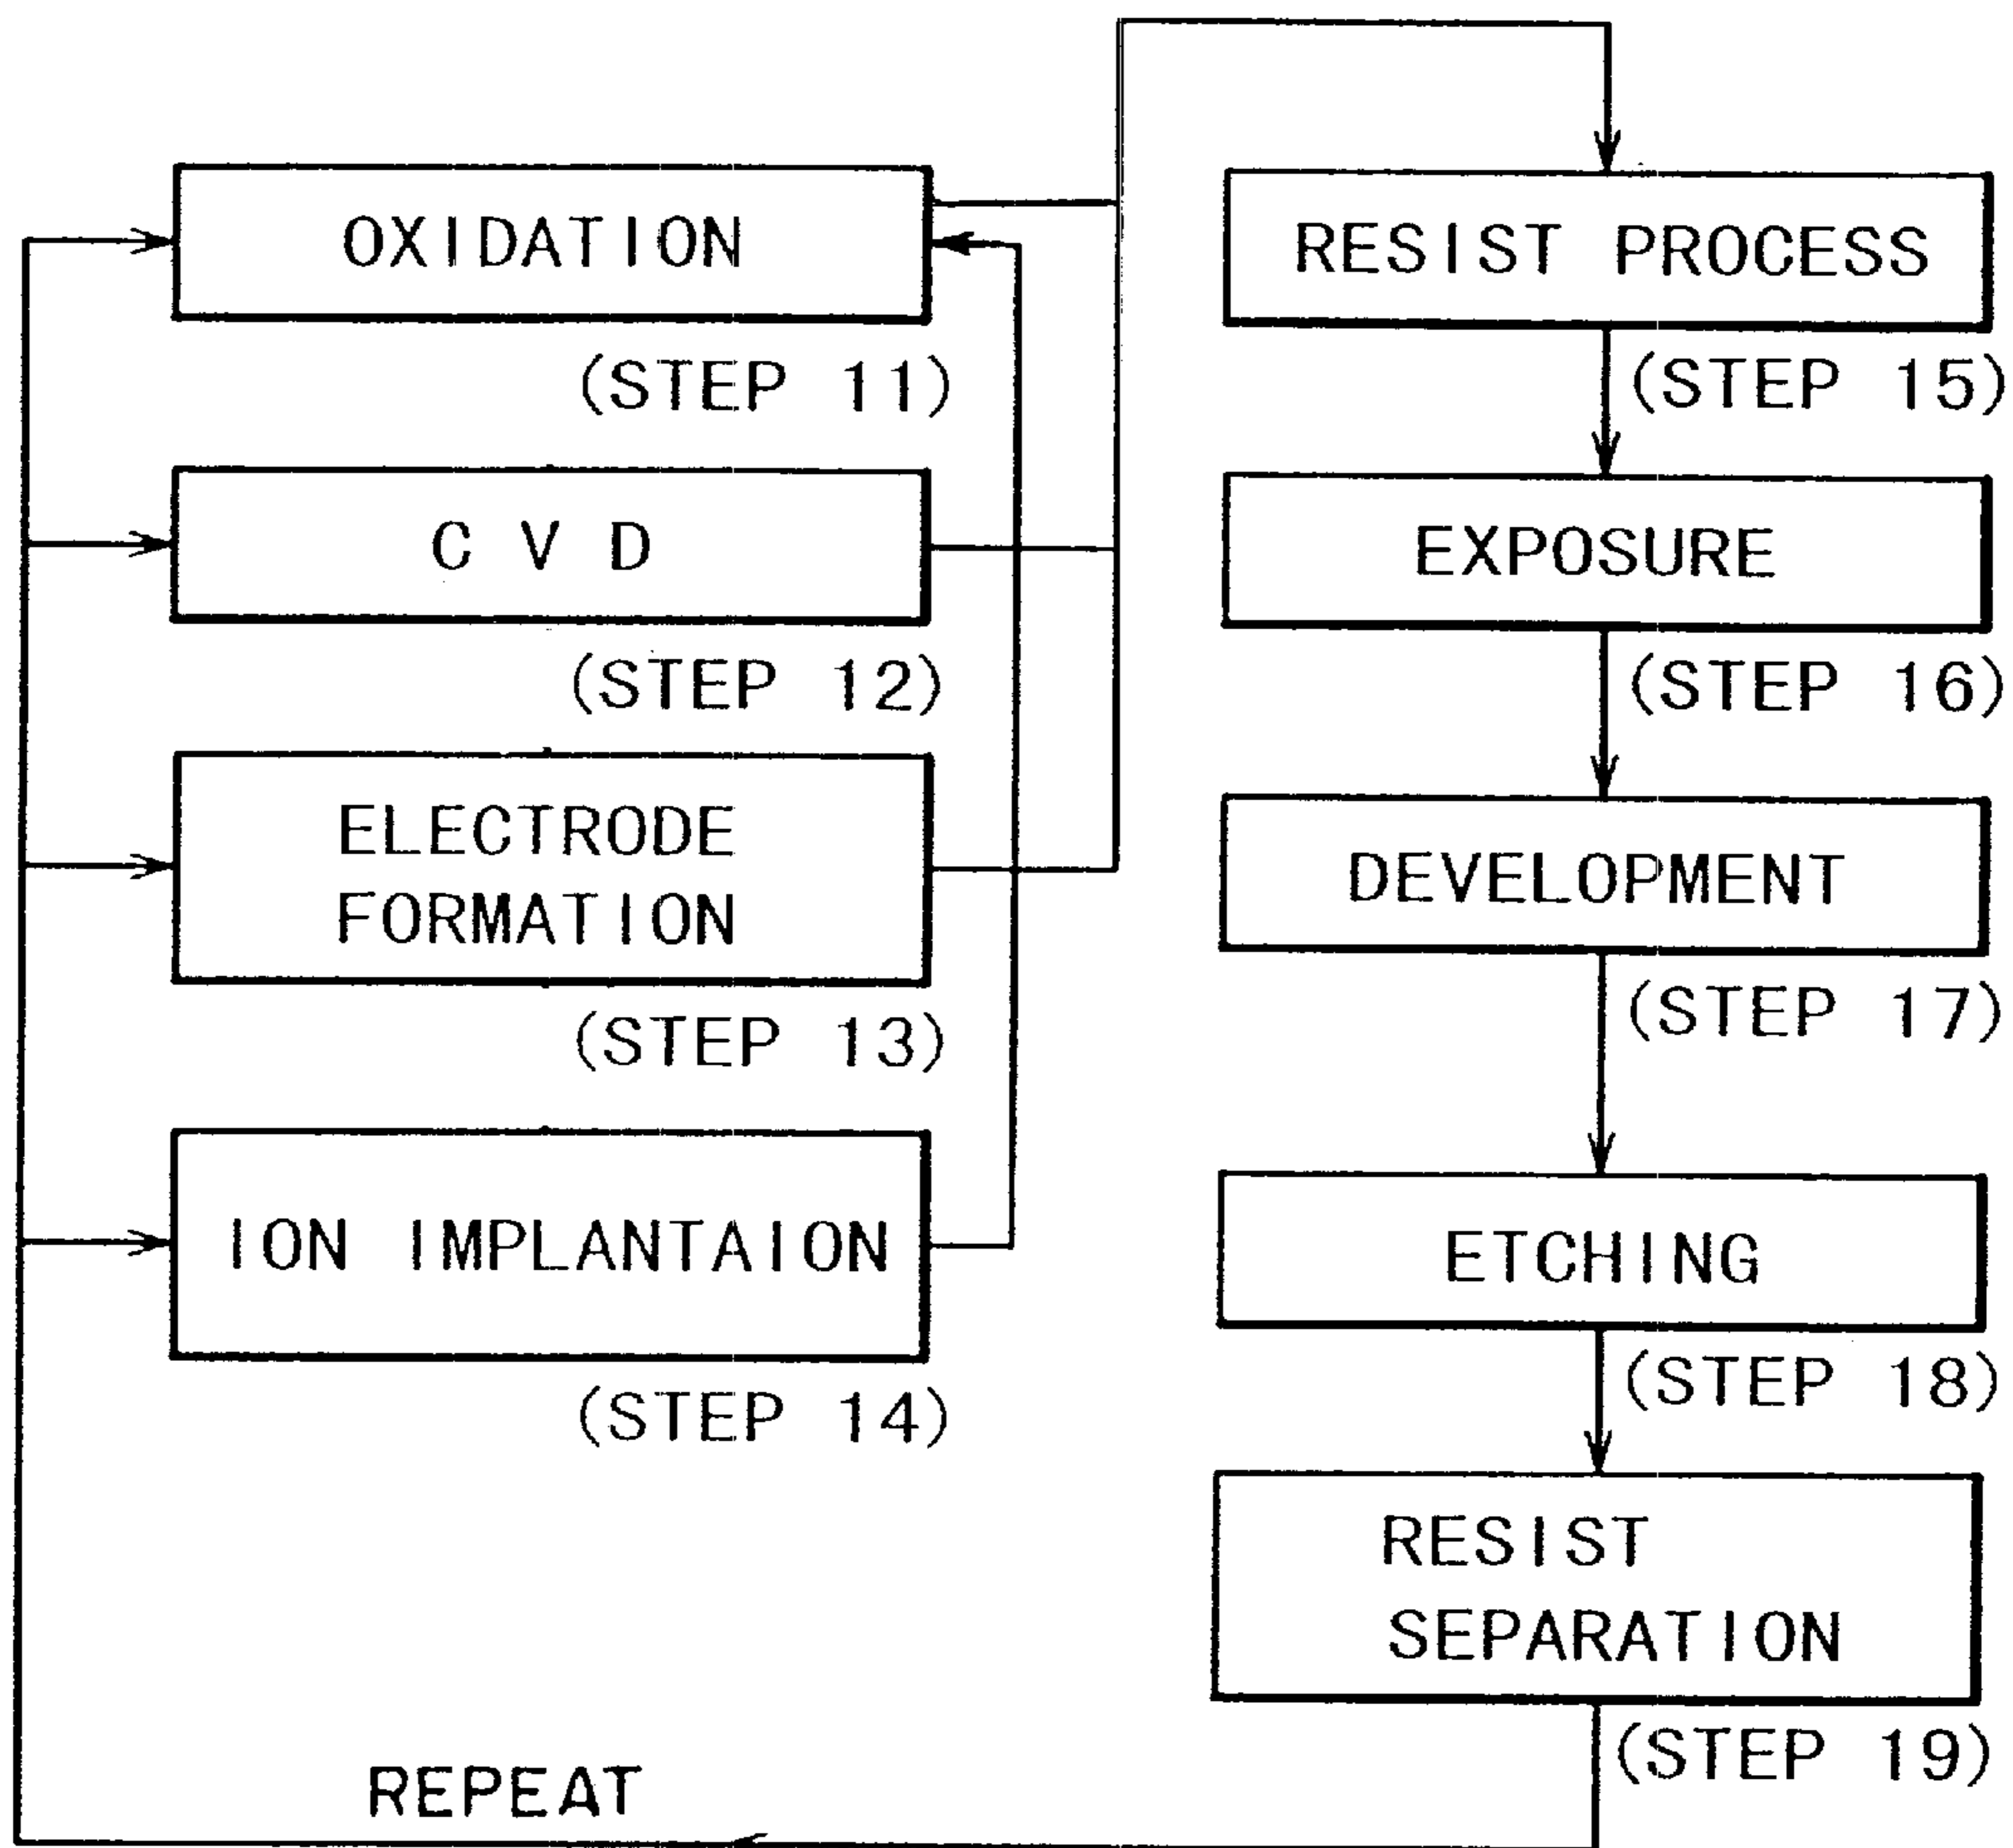 OXIDATION
(STEP 11)
C V D
(STEP 12)
ELECTRODE
FORMATION
(STEP 13)
ION IMPLANTAION
(STEP 14)
RESIST PROCESS
(STEP 15)
EXPOSURE
(STEP 16)
DEVELOPMENT
(STEP 17)
ETCHING
(STEP 18)
RESIST
SEPARATION
(STEP 19)
REPEAT